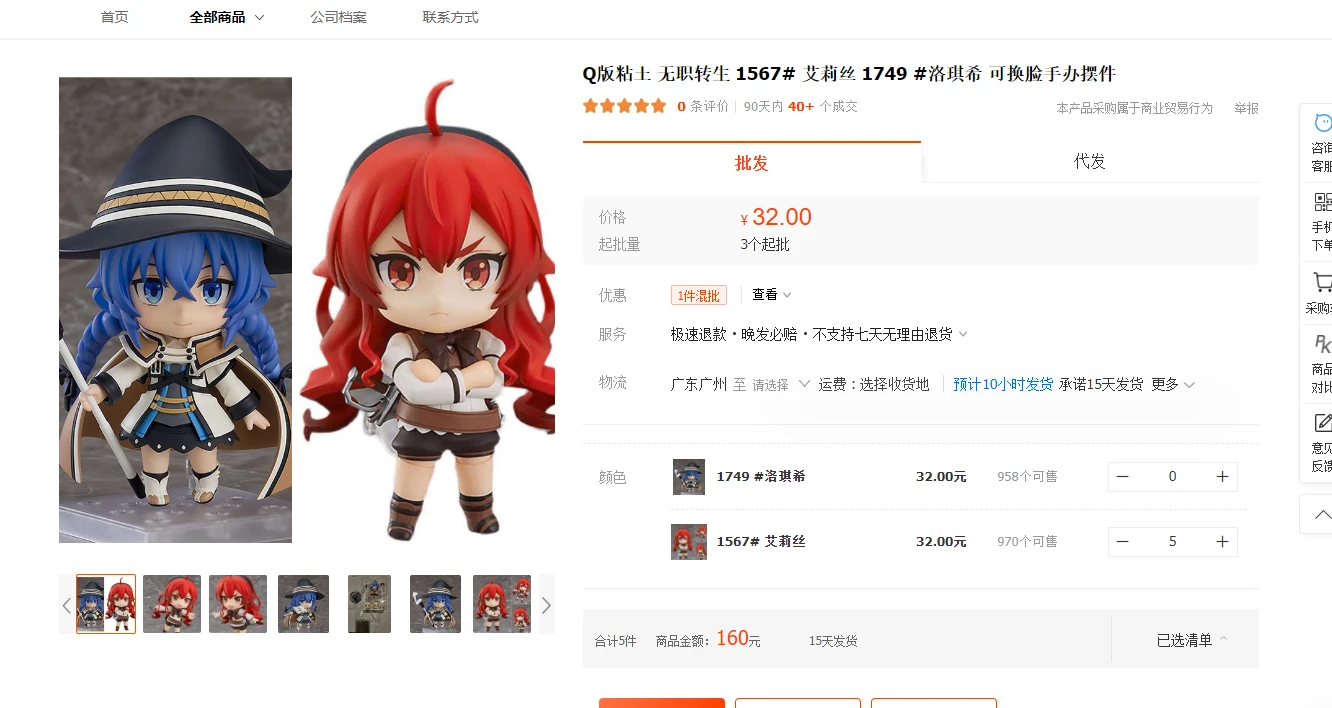 首页 全部商品 公司档案 联系方式
Q版粘土 无职转生 1567# 艾莉丝 1749 #洛琪希 可换脸手办摆件
0 条评价 90天内 40+ 个成交 本产品采购属于商业贸易行为 举报
批发 代发
价格 ¥ 32.00
起批量 3个起批
优惠 1件混批 查看
服务 极速退款·晚发必赔·不支持七天无理由退货
物流 广东广州 至 请选择 运费：选择收货地 预计10小时发货 承诺15天发货 更多
颜色 1749 #洛琪希 32.00元 958个可售 0
1567# 艾莉丝 32.00元 970个可售 5
合计5件 商品金额：160元 15天发货 已选清单
咨询
客服
手机
下单
采购
商品
对比
意见
反馈